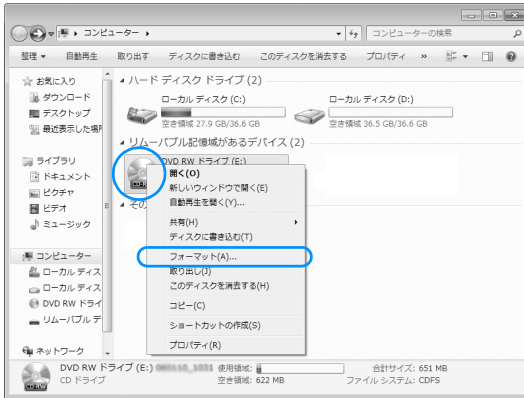 コンピューター
コンピューターの検索
整理 自動再生 取り出す ディスクに書き込む このディスクを消去する プロパティ »
お気に入り
ダウンロード
デスクトップ
最近表示した場所
ライブラリ
ドキュメント
ピクチャ
ビデオ
ミュージック
コンピューター
ローカル ディス
ローカル ディス
DVD RW ドライ
リムーバブル デ
ネットワーク
ハード ディスク ドライブ (2)
ローカル ディスク (C:)
空き領域 27.9 GB/36.6 GB
ローカル ディスク (D:)
空き領域 36.5 GB/36.6 GB
リムーバブル記憶域があるデバイス (2)
DVD RW ドライブ (E:)
CD-RW
その
開く(O)
新しいウィンドウで開く(E)
自動再生を開く(Y)...
共有(H)
ディスクに書き込む(T)
フォーマット(A)...
取り出し(J)
このディスクを消去する(H)
コピー(C)
ショートカットの作成(S)
プロパティ(R)
DVD RW ドライブ (E:) 使用領域: 合計サイズ: 651 MB
CD ドライブ 空き領域: 622 MB ファイル システム: CDFS
CD-RW